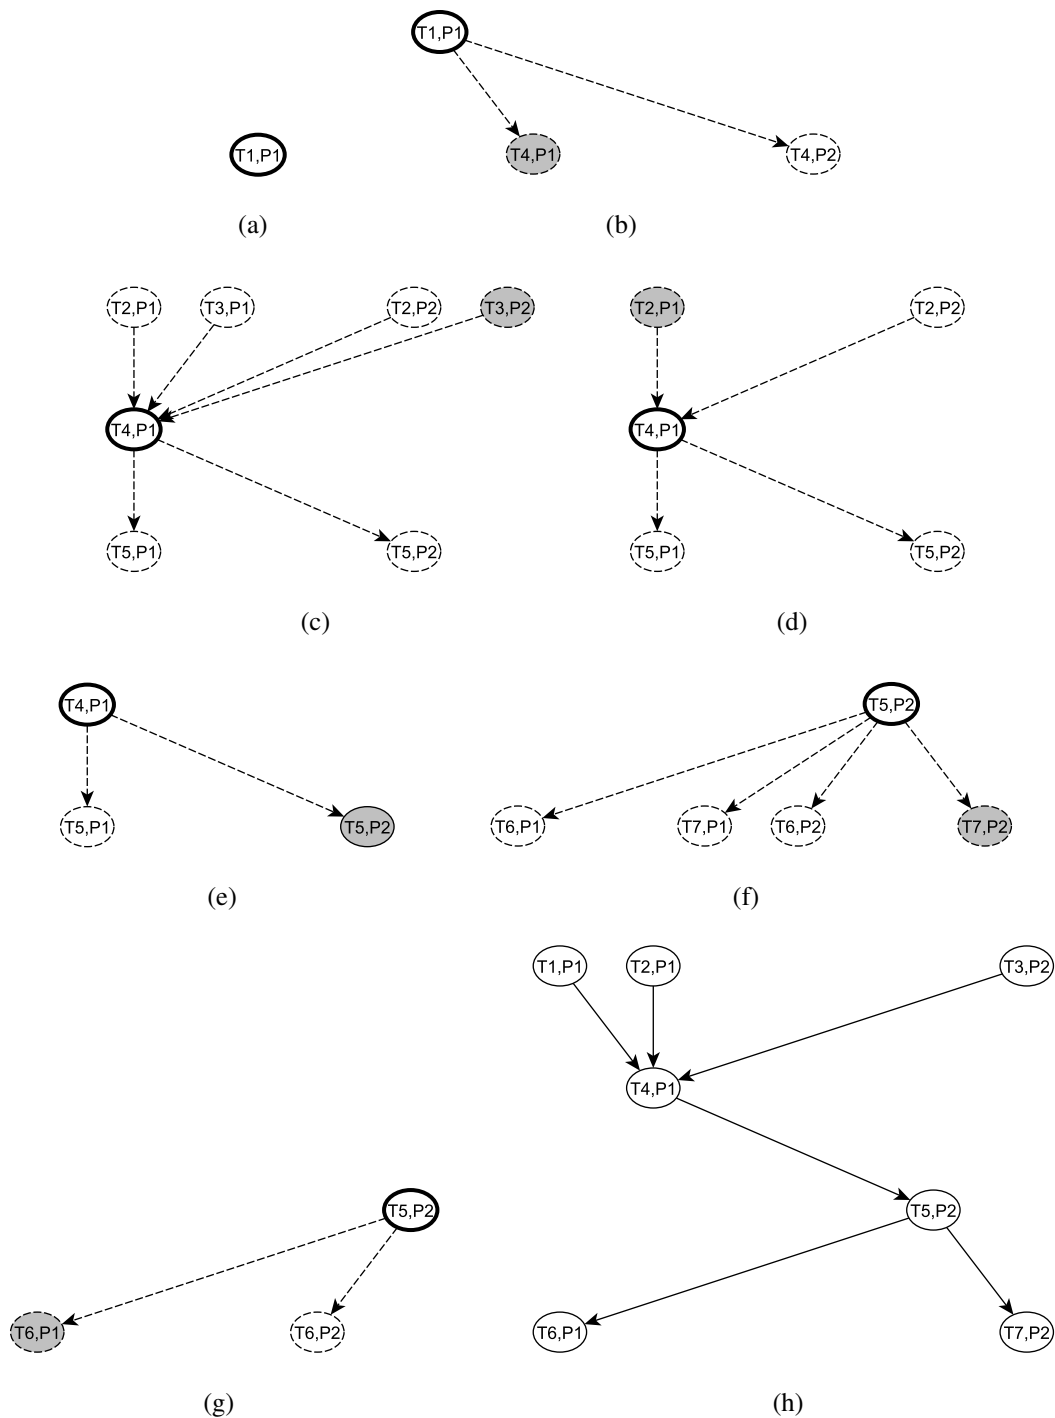 T1,P1
T1,P1
T4,P1
T4,P2
(a)
(b)
T2,P1
T3,P1
T2,P2
T3,P2
T2,P1
T2,P2
T4,P1
T4,P1
T5,P1
T5,P2
T5,P1
T5,P2
(c)
(d)
T4,P1
T5,P2
T5,P1
T5,P2
T6,P1
T7,P1
T6,P2
T7,P2
(e)
(f)
T1,P1
T2,P1
T3,P2
T4,P1
T5,P2
T5,P2
T6,P1
T6,P2
T6,P1
T7,P2
(g)
(h)